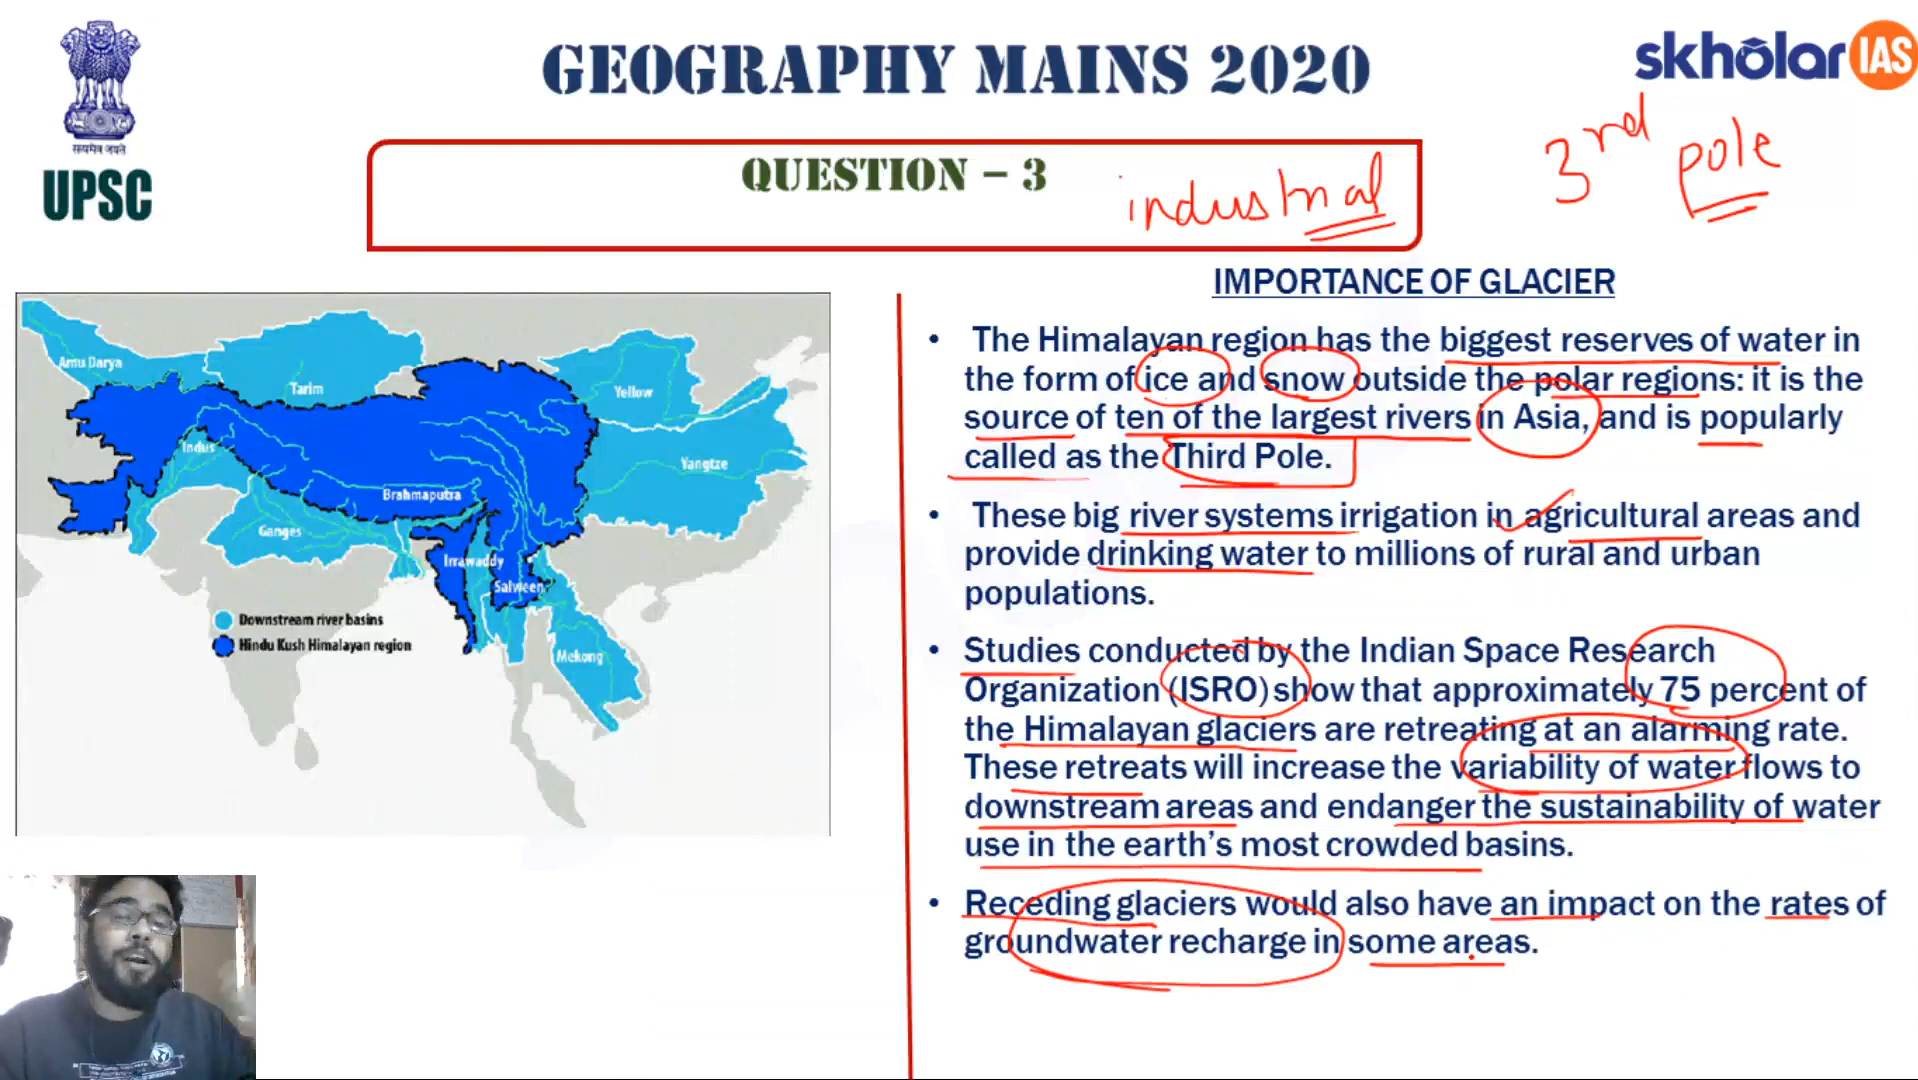 GEOGRAPHY MAINS 2020
skholar IAS
सत्यमेव जयते
UPSC
3rd pole
QUESTION – 3
industrial
Amu Darya
Tarim
Yellow
Indus
Yangtze
Brahmaputra
Ganges
Irrawaddy
Salween
Mekong
Downstream river basins
Hindu Kush Himalayan region
IMPORTANCE OF GLACIER
• The Himalayan region has the biggest reserves of water in
the form of ice and snow outside the polar regions: it is the
source of ten of the largest rivers in Asia, and is popularly
called as the Third Pole.
• These big river systems irrigation in agricultural areas and
provide drinking water to millions of rural and urban
populations.
• Studies conducted by the Indian Space Research
Organization (ISRO) show that approximately 75 percent of
the Himalayan glaciers are retreating at an alarming rate.
These retreats will increase the variability of water flows to
downstream areas and endanger the sustainability of water
use in the earth's most crowded basins.
• Receding glaciers would also have an impact on the rates of
groundwater recharge in some areas.